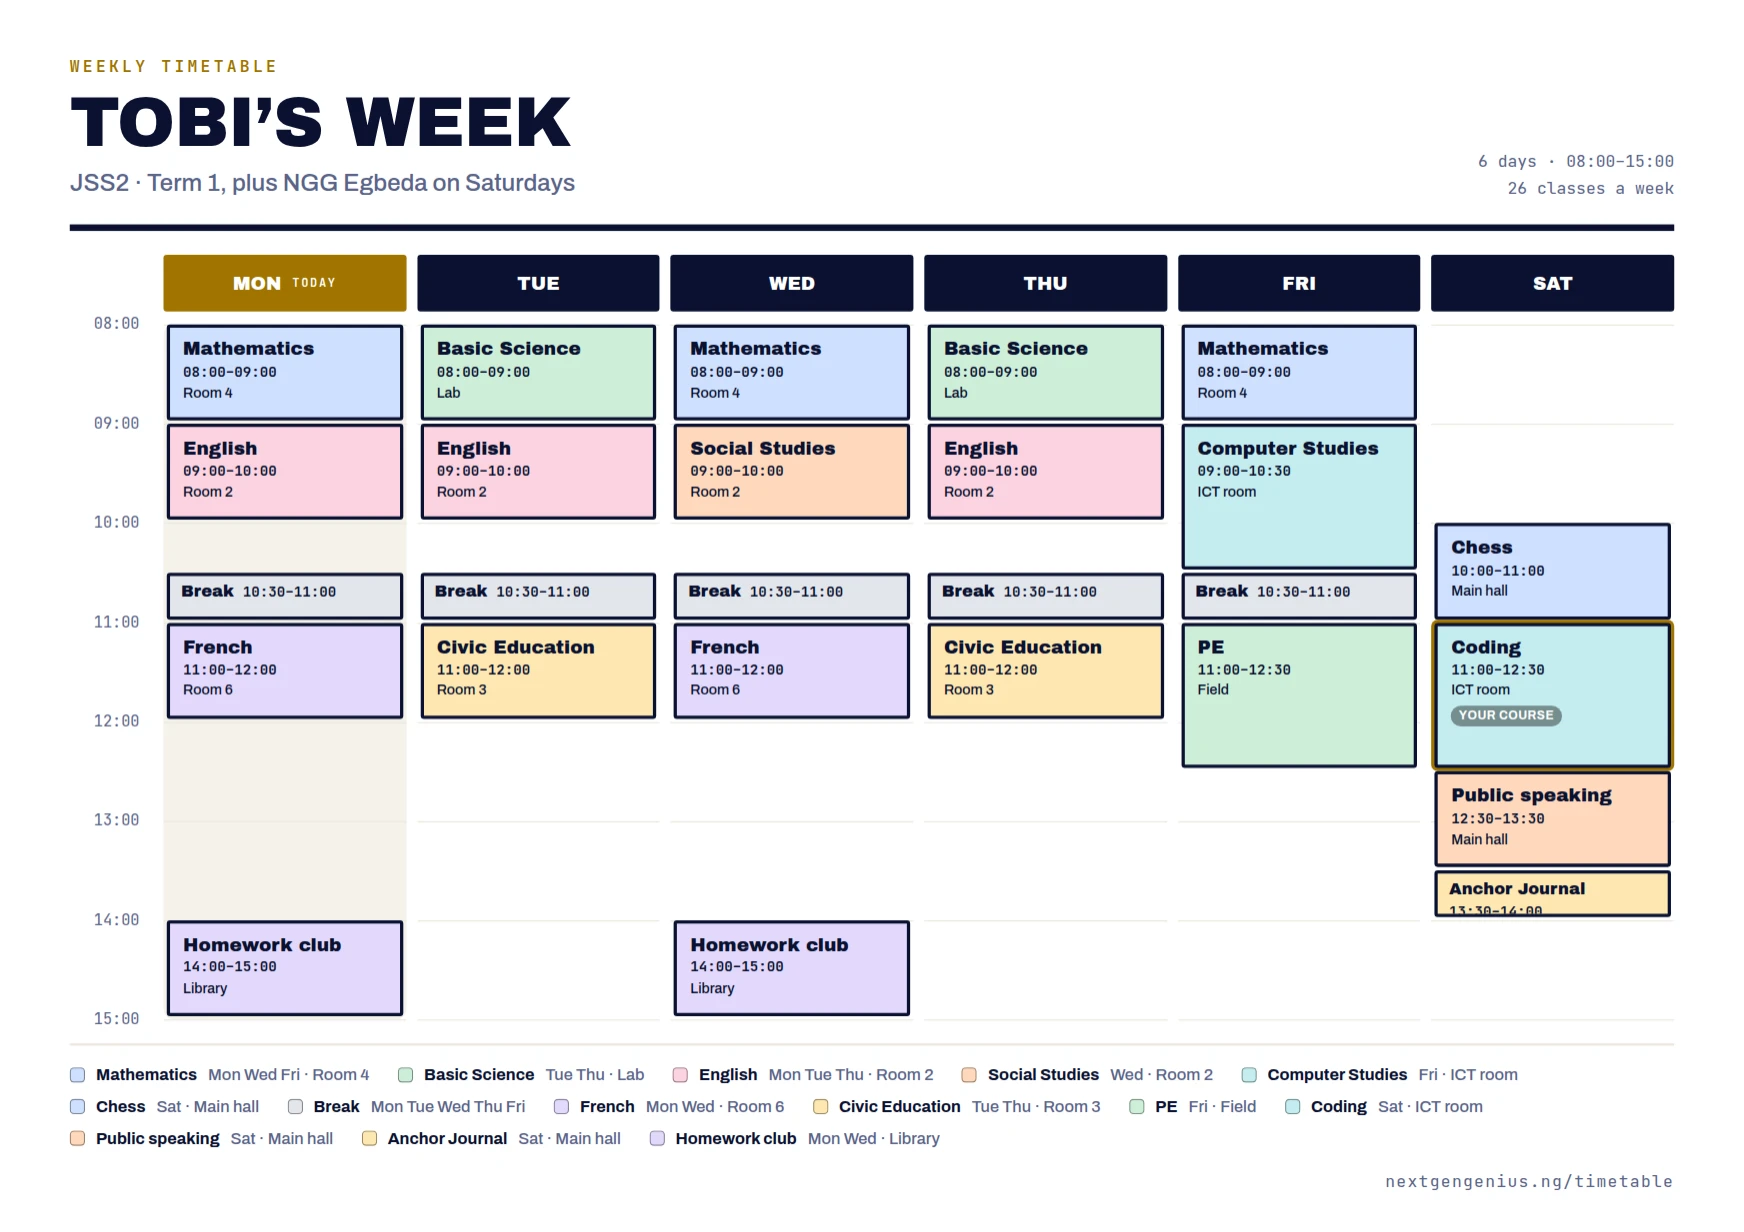 WEEKLY TIMETABLE
TOBI’S WEEK
JSS2 · Term 1, plus NGG Egbeda on Saturdays
6 days · 08:00–15:00
26 classes a week
MON TODAY
TUE
WED
THU
FRI
SAT
08:00
09:00
10:00
11:00
12:00
13:00
14:00
15:00
Mathematics
08:00–09:00
Room 4
English
09:00–10:00
Room 2
Break 10:30–11:00
French
11:00–12:00
Room 6
Homework club
14:00–15:00
Library
Basic Science
08:00–09:00
Lab
English
09:00–10:00
Room 2
Break 10:30–11:00
Civic Education
11:00–12:00
Room 3
Mathematics
08:00–09:00
Room 4
Social Studies
09:00–10:00
Room 2
Break 10:30–11:00
French
11:00–12:00
Room 6
Homework club
14:00–15:00
Library
Basic Science
08:00–09:00
Lab
English
09:00–10:00
Room 2
Break 10:30–11:00
Civic Education
11:00–12:00
Room 3
Mathematics
08:00–09:00
Room 4
Computer Studies
09:00–10:30
ICT room
Break 10:30–11:00
PE
11:00–12:30
Field
Chess
10:00–11:00
Main hall
Coding
11:00–12:30
ICT room
YOUR COURSE
Public speaking
12:30–13:30
Main hall
Anchor Journal
13:30–14:00
Mathematics Mon Wed Fri · Room 4 Basic Science Tue Thu · Lab English Mon Tue Thu · Room 2 Social Studies Wed · Room 2 Computer Studies Fri · ICT room
Chess Sat · Main hall Break Mon Tue Wed Thu Fri French Mon Wed · Room 6 Civic Education Tue Thu · Room 3 PE Fri · Field Coding Sat · ICT room
Public speaking Sat · Main hall Anchor Journal Sat · Main hall Homework club Mon Wed · Library
nextgengenius.ng/timetable